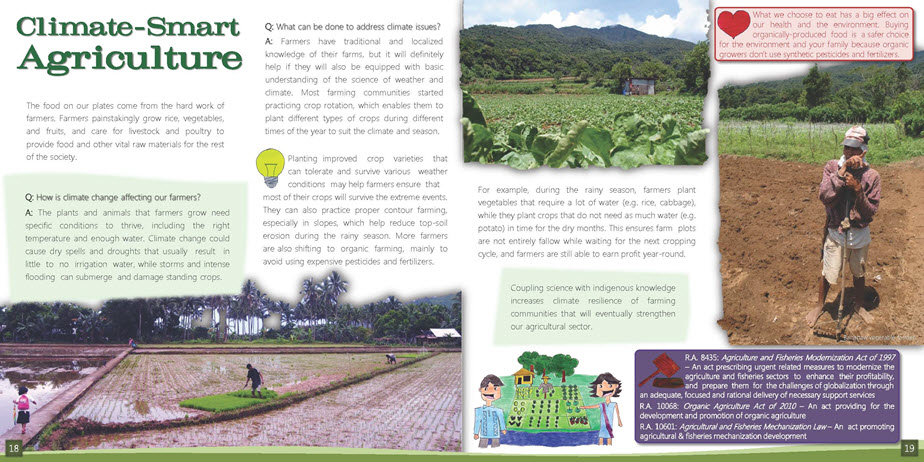 Climate-Smart
Agriculture
The food on our plates come from the hard work of
farmers. Farmers painstakingly grow rice, vegetables,
and fruits, and care for livestock and poultry to
provide food and other vital raw materials for the rest
of the society.
Q: How is climate change affecting our farmers?
A: The plants and animals that farmers grow need
specific conditions to thrive, including the right
temperature and enough water. Climate change could
cause dry spells and droughts that usually result in
little to no irrigation water, while storms and intense
flooding can submerge and damage standing crops.
Q: What can be done to address climate issues?
A: Farmers have traditional and localized
knowledge of their farms, but it will definitely
help if they will also be equipped with basic
understanding of the science of weather and
climate. Most farming communities started
practicing crop rotation, which enables them to
plant different types of crops during different
times of the year to suit the climate and season.
Planting improved crop varieties that
can tolerate and survive various weather
conditions may help farmers ensure that
most of their crops will survive the extreme events.
They can also practice proper contour farming,
especially in slopes, which help reduce top-soil
erosion during the rainy season. More farmers
are also shifting to organic farming, mainly to
avoid using expensive pesticides and fertilizers.
18
What we choose to eat has a big effect on
our health and the environment. Buying
organically-produced food is a safer choice
for the environment and your family because organic
growers don't use synthetic pesticides and fertilizers.
For example, during the rainy season, farmers plant
vegetables that require a lot of water (e.g. rice, cabbage),
while they plant crops that do not need as much water (e.g.
potato) in time for the dry months. This ensures farm plots
are not entirely fallow while waiting for the next cropping
cycle, and farmers are still able to earn profit year-round.
Coupling science with indigenous knowledge
increases climate resilience of farming
communities that will eventually strengthen
our agricultural sector.
R.A. 8435: Agriculture and Fisheries Modernization Act of 1997
– An act prescribing urgent related measures to modernize the
agriculture and fisheries sectors to enhance their profitability,
and prepare them for the challenges of globalization through
an adequate, focused and rational delivery of necessary support services
R.A. 10068: Organic Agriculture Act of 2010 – An act providing for the
development and promotion of organic agriculture
R.A. 10601: Agricultural and Fisheries Mechanization Law – An act promoting
agricultural & fisheries mechanization development
19